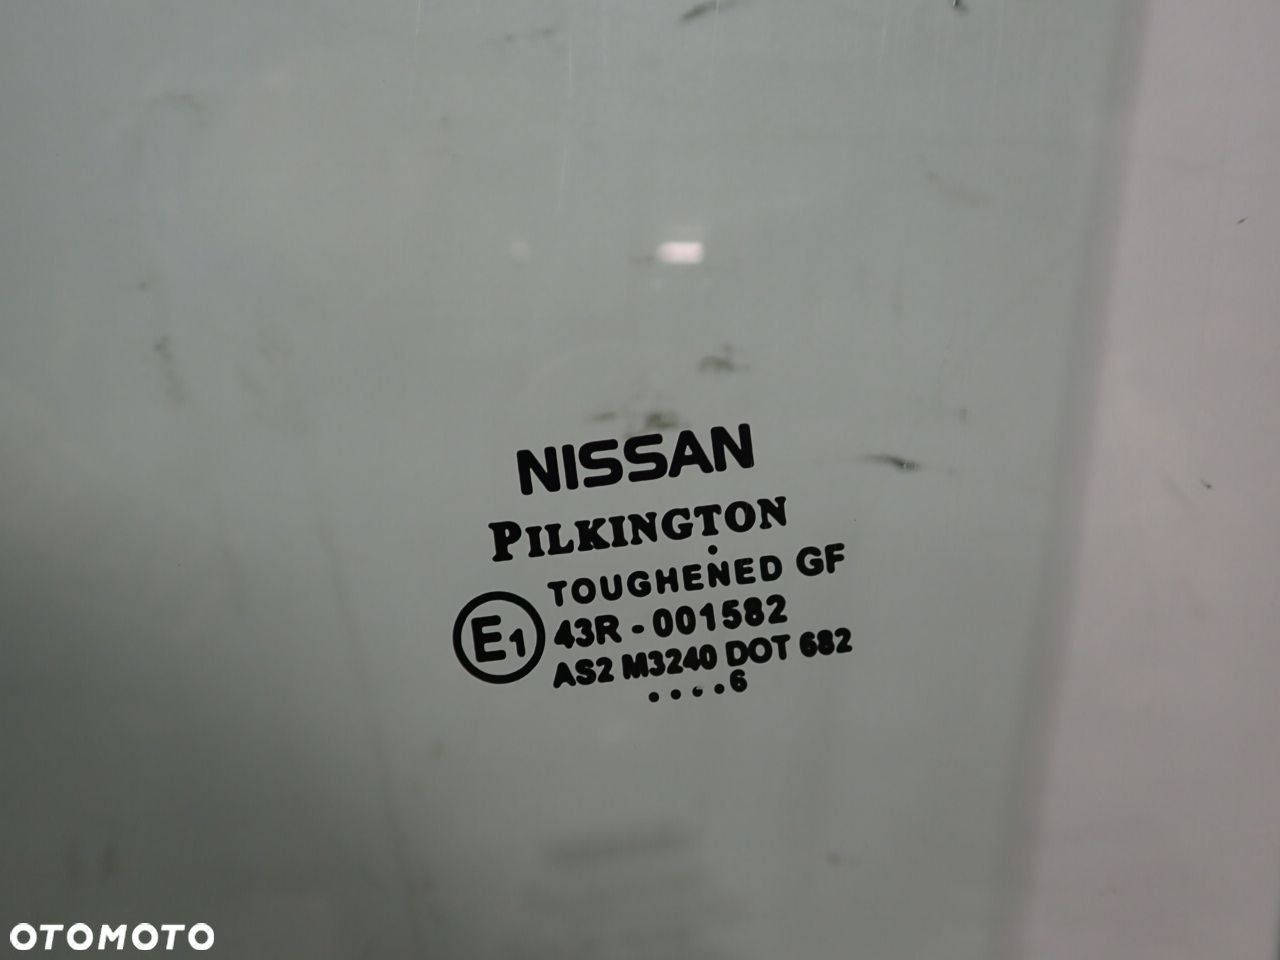 NISSAN
PILKINGTON
TOUGHENED GF
E1 43R - 001582
AS2 M3240 DOT 682
....6
OTOMOTO